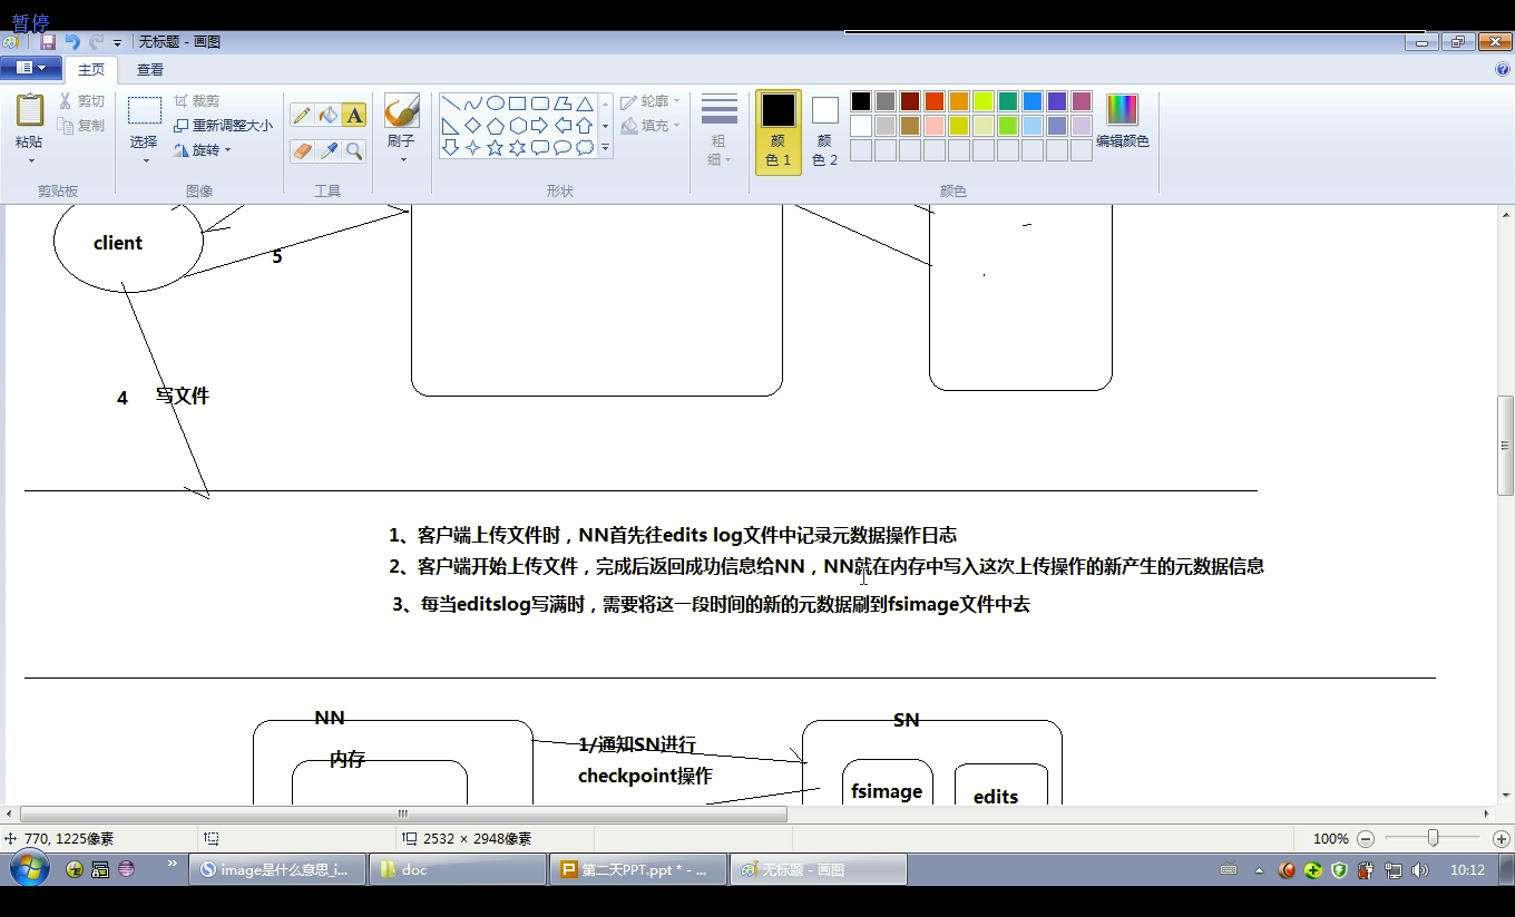 暂停
无标题 - 画图
主页
查看
粘贴
剪切
复制
剪贴板
选择
裁剪
重新调整大小
旋转
图像
A
工具
刷子
形状
轮廓
填充
粗
细
颜
色 1
颜
色 2
编辑颜色
颜色
client
5
4 写文件
1、客户端上传文件时，NN首先往edits log文件中记录元数据操作日志
2、客户端开始上传文件，完成后返回成功信息给NN，NN就在内存中写入这次上传操作的新产生的元数据信息
3、每当editslog写满时，需要将这一段时间的新的元数据刷到fsimage文件中去
NN
内存
1/通知SN进行
checkpoint操作
SN
fsimage
edits
770, 1225像素
2532 × 2948像素
100%
image是什么意思_i...
doc
第二天PPT.ppt * - ...
无标题 - 画图
10:12